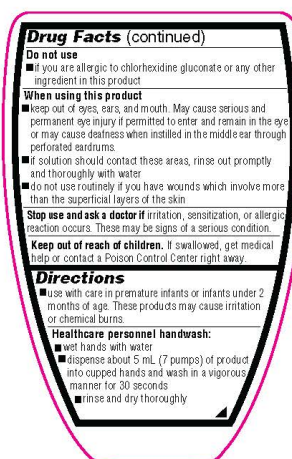 Drug Facts (continued)
Do not use
■ if you are allergic to chlorhexidine gluconate or any other
ingredient in this product
When using this product
■ keep out of eyes, ears, and mouth. May cause serious and
permanent eye injury if permitted to enter and remain in the eye
or may cause deafness when instilled in the middle ear through
perforated eardrums.
■ if solution should contact these areas, rinse out promptly
and thoroughly with water
■ do not use routinely if you have wounds which involve more
than the superficial layers of the skin
Stop use and ask a doctor if irritation, sensitization, or allergic
reaction occurs. These may be signs of a serious condition.
Keep out of reach of children. If swallowed, get medical
help or contact a Poison Control Center right away.
Directions
■ use with care in premature infants or infants under 2
months of age. These products may cause irritation
or chemical burns.
Healthcare personnel handwash:
■ wet hands with water
■ dispense about 5 mL (7 pumps) of product
into cupped hands and wash in a vigorous
manner for 30 seconds
■ rinse and dry thoroughly